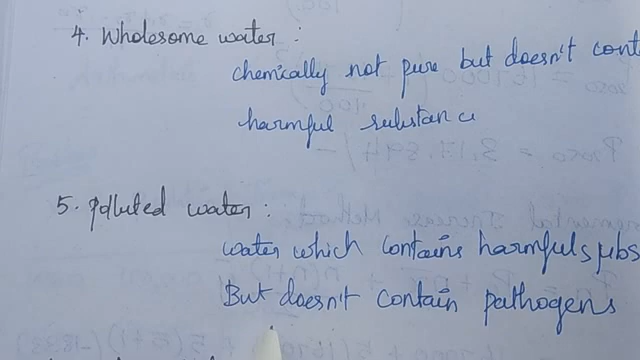 4. Wholesome water :
chemically not pure but doesn't cont
harmful substanc
5. Polluted water :
water which contains harmful subs
But doesn't contain pathogens